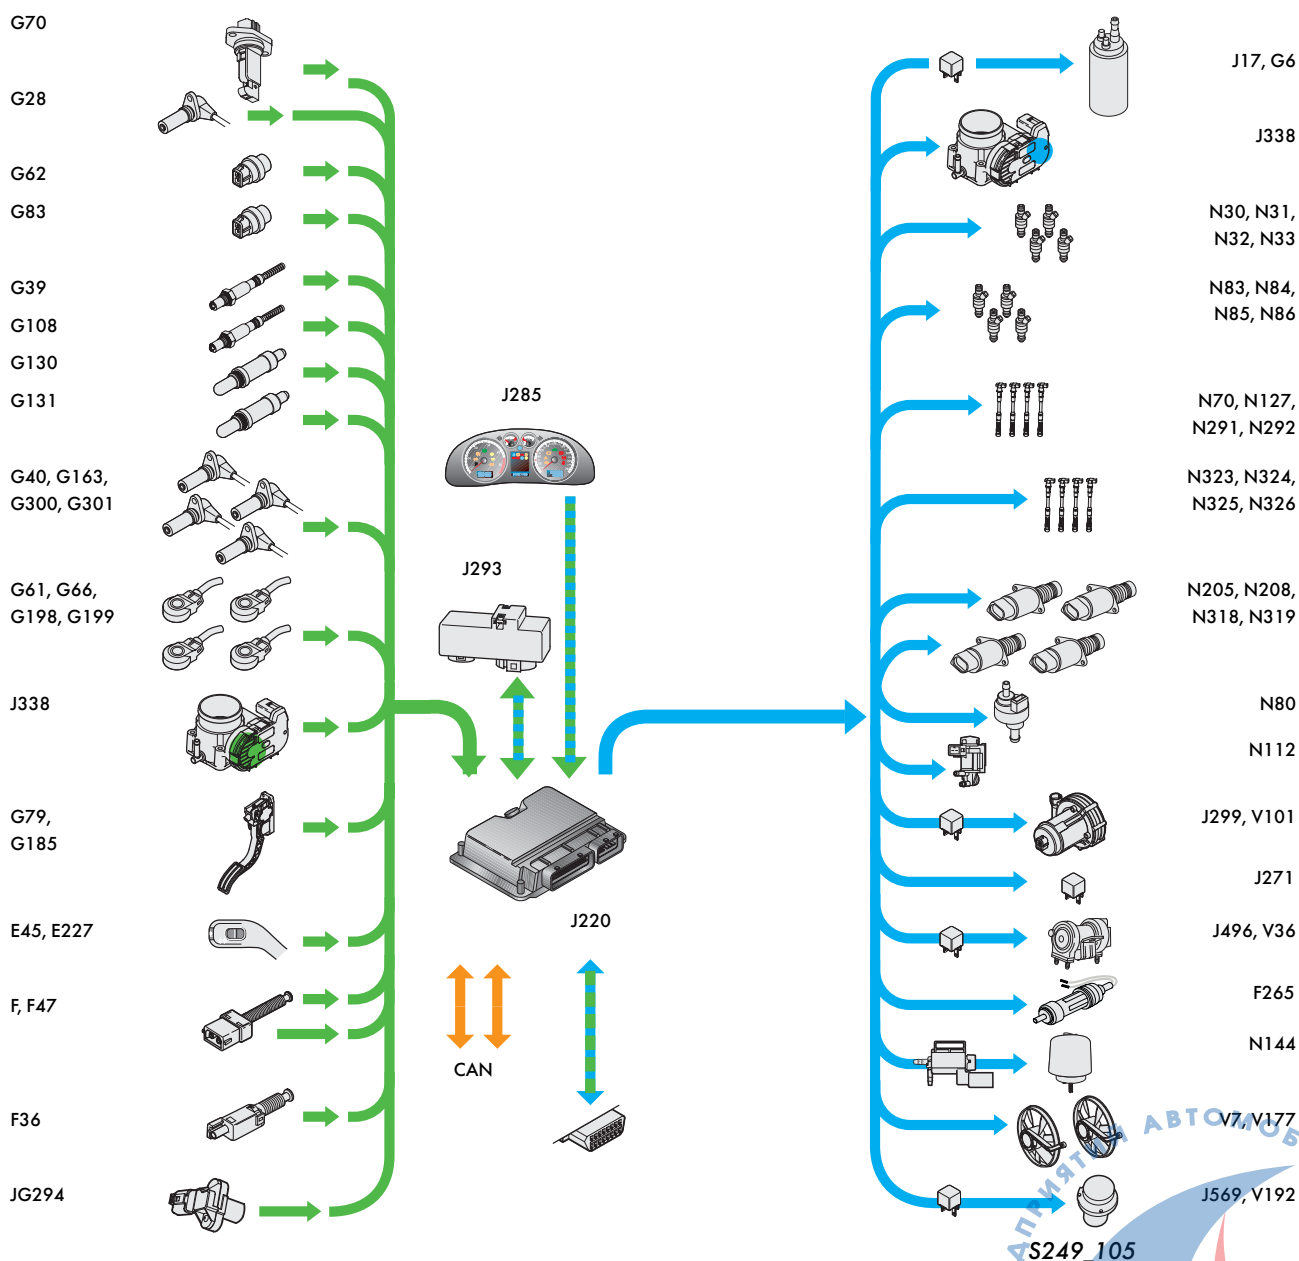 G70
G28
G62
G83
G39
G108
G130
G131
G40, G163,
G300, G301
G61, G66,
G198, G199
J338
G79,
G185
E45, E227
F, F47
F36
JG294
J285
J293
J220
CAN
J17, G6
J338
N30, N31,
N32, N33
N83, N84,
N85, N86
N70, N127,
N291, N292
N323, N324,
N325, N326
N205, N208,
N318, N319
N80
N112
J299, V101
J271
J496, V36
F265
N144
V7, V177
J569, V192
S249_105